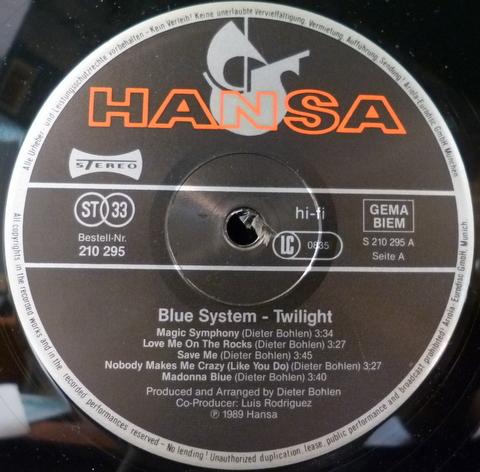 Alle Urheber- und Leistungsschutzrechte vorbehalten - Kein Verleih! Keine unerlaubte Vervielfältigung, Vermietung, Aufführung, Sendung! Ariola-Eurodisc GmbH, München.
HANSA
STEREO
ST 33
Bestell-Nr.
210 295
hi-fi
LC 0835
GEMA
BIEM
S 210 295 A
Seite A
Blue System - Twilight
Magic Symphony (Dieter Bohlen) 3:34
Love Me On The Rocks (Dieter Bohlen) 3:27
Save Me (Dieter Bohlen) 3:45
Nobody Makes Me Crazy (Like You Do) (Dieter Bohlen) 3:27
Madonna Blue (Dieter Bohlen) 3:40
Produced and Arranged by Dieter Bohlen
Co-Producer: Luis Rodriguez
℗ 1989 Hansa
All copyrights in the recorded works and in the recorded performances reserved - No lending! Unauthorized duplication, lease, public performance and broadcast prohibited! Ariola-Eurodisc GmbH, Munich.